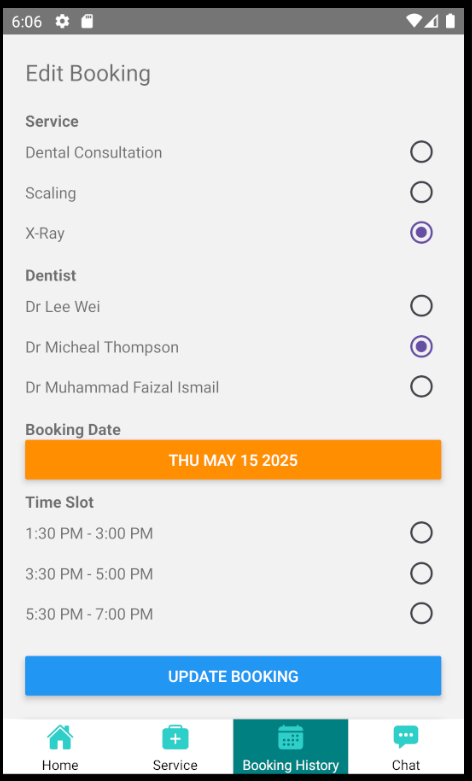 6:06
Edit Booking
Service
Dental Consultation
Scaling
X-Ray
Dentist
Dr Lee Wei
Dr Micheal Thompson
Dr Muhammad Faizal Ismail
Booking Date
THU MAY 15 2025
Time Slot
1:30 PM - 3:00 PM
3:30 PM - 5:00 PM
5:30 PM - 7:00 PM
UPDATE BOOKING
Home Service Booking History Chat